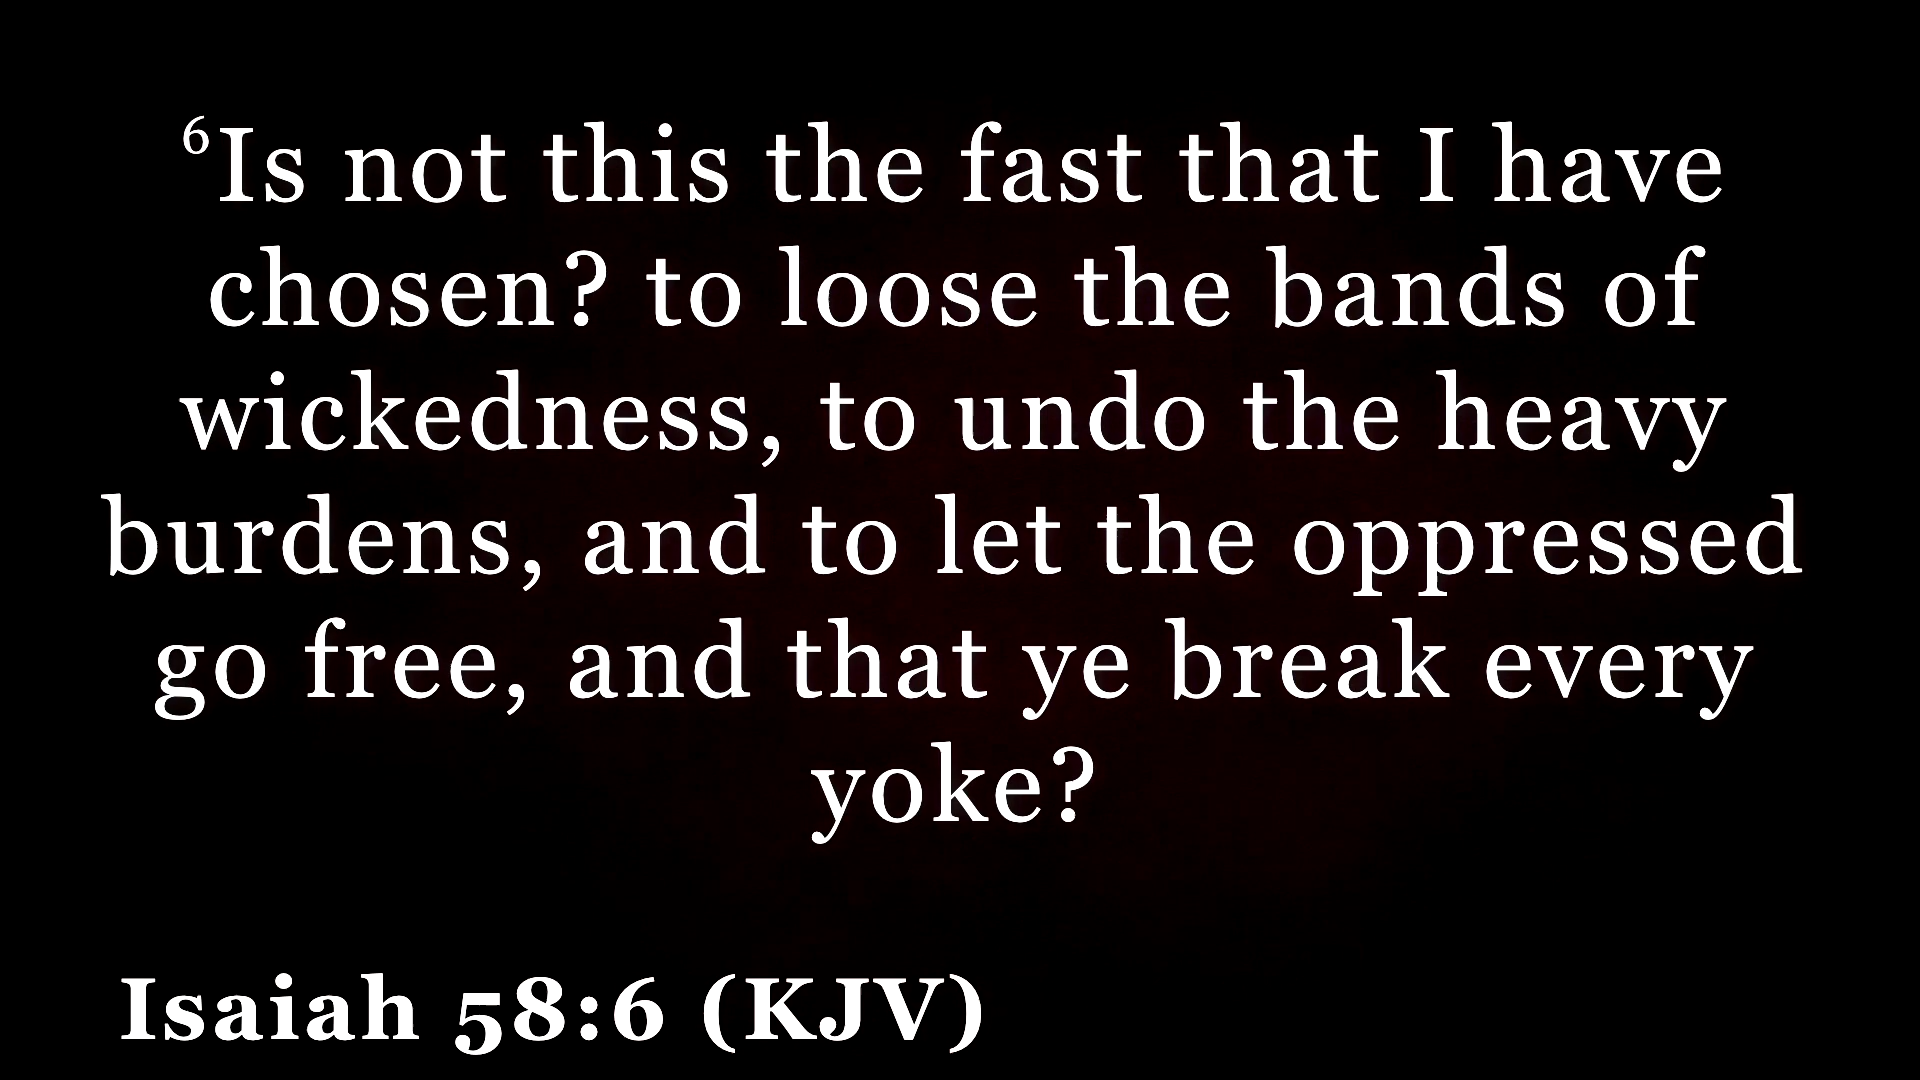 ⁶Is not this the fast that I have
chosen? to loose the bands of
wickedness, to undo the heavy
burdens, and to let the oppressed
go free, and that ye break every
yoke?
Isaiah 58:6 (KJV)